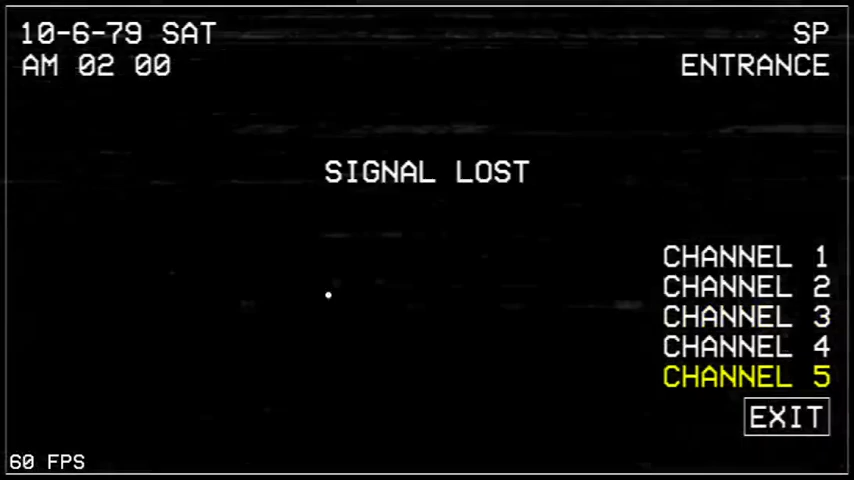 10-6-79 SAT
AM 02 00
SP
ENTRANCE
SIGNAL LOST
CHANNEL 1
CHANNEL 2
CHANNEL 3
CHANNEL 4
CHANNEL 5
EXIT
60 FPS